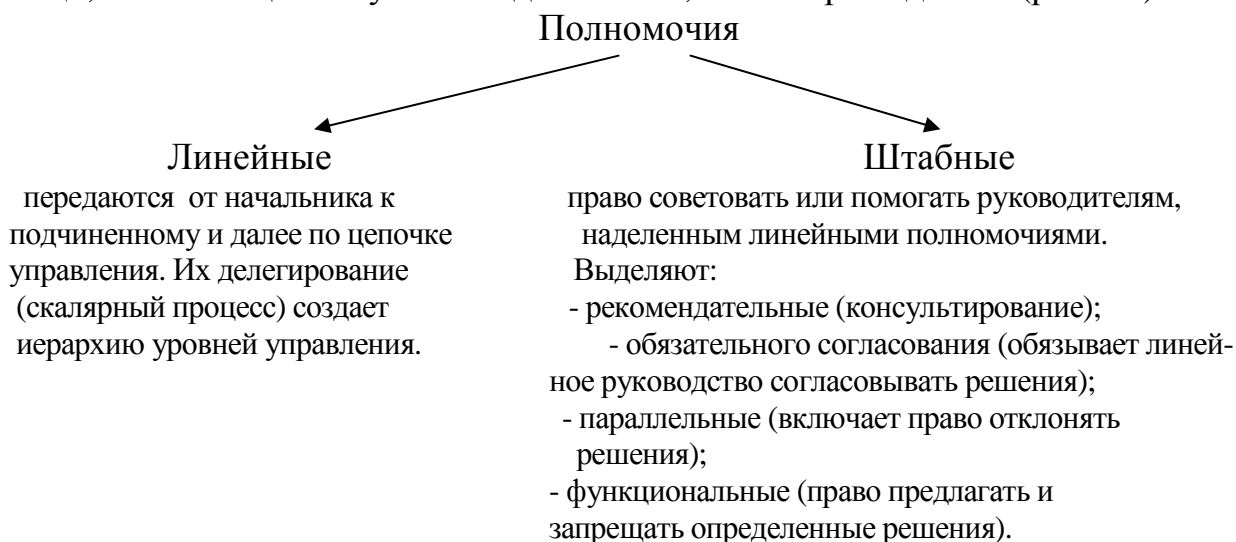 Полномочия
Линейные
передаются от начальника к
подчиненному и далее по цепочке
управления. Их делегирование
(скалярный процесс) создает
иерархию уровней управления.
Штабные
право советовать или помогать руководителям,
наделенным линейными полномочиями.
Выделяют:
- рекомендательные (консультирование);
- обязательного согласования (обязывает линей-
ное руководство согласовывать решения);
- параллельные (включает право отклонять
решения);
- функциональные (право предлагать и
запрещать определенные решения).